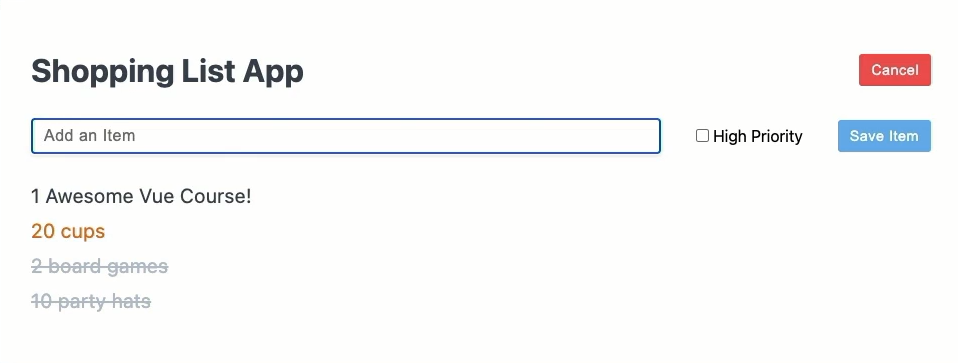 Shopping List App
Cancel
Add an Item
High Priority
Save Item
1 Awesome Vue Course!
20 cups
2 board games
10 party hats